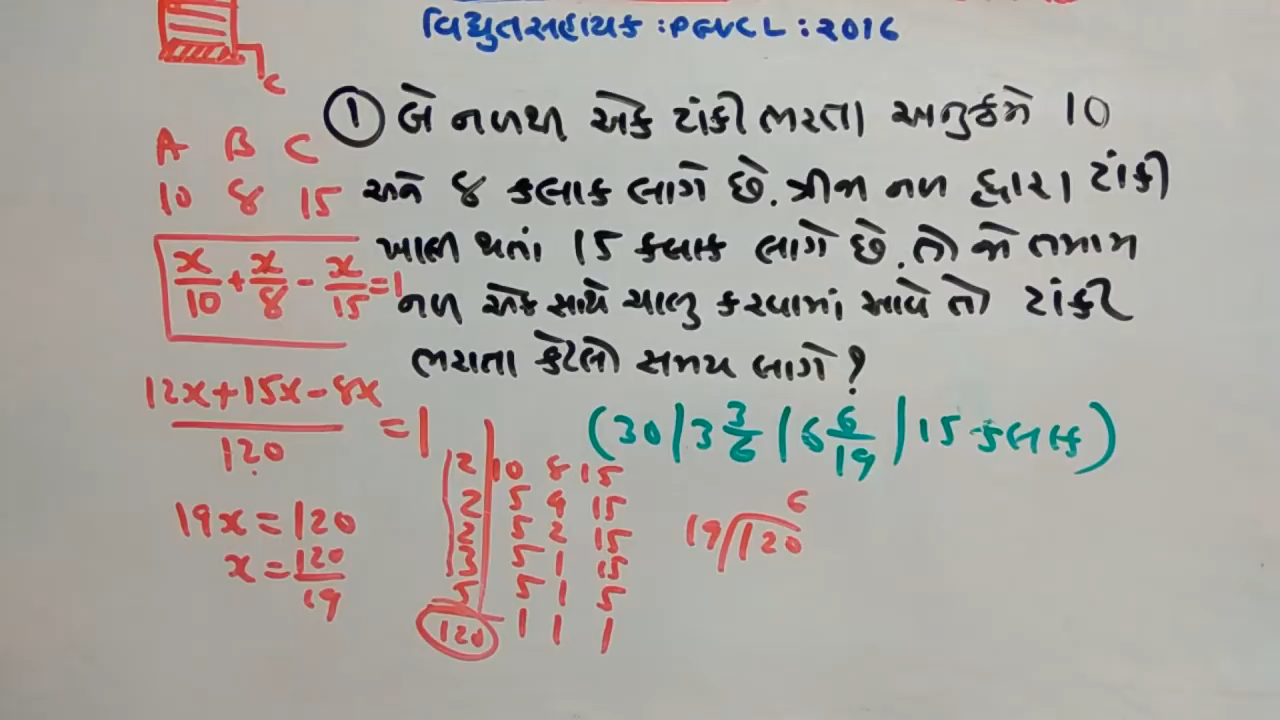 વિદ્યુતસહાયક : PGVCL : 2016
C
① બે નળથી એક ટાંકી ભરતા અનુક્રમે 10
અને 8 કલાક લાગે છે. ત્રીજા નળ દ્વારા ટાંકી
ખાલી થતાં 15 કલાક લાગે છે. તો જો તમામ
નળ એક સાથે ચાલુ કરવામાં આવે તો ટાંકી
ભરાતા કેટલો સમય લાગે ?
(30 / 3 3/6 / 6 6/19 / 15 કલાક)
A B C
10 8 15
x/10 + x/8 - x/15 = 1
12x+15x-8x/120 = 1
19x = 120
x = 120/19
2 10 8 15
2 5 4 15
2 5 2 15
3 5 1 15
5 5 1 5
120 1 1 1
6
19 120